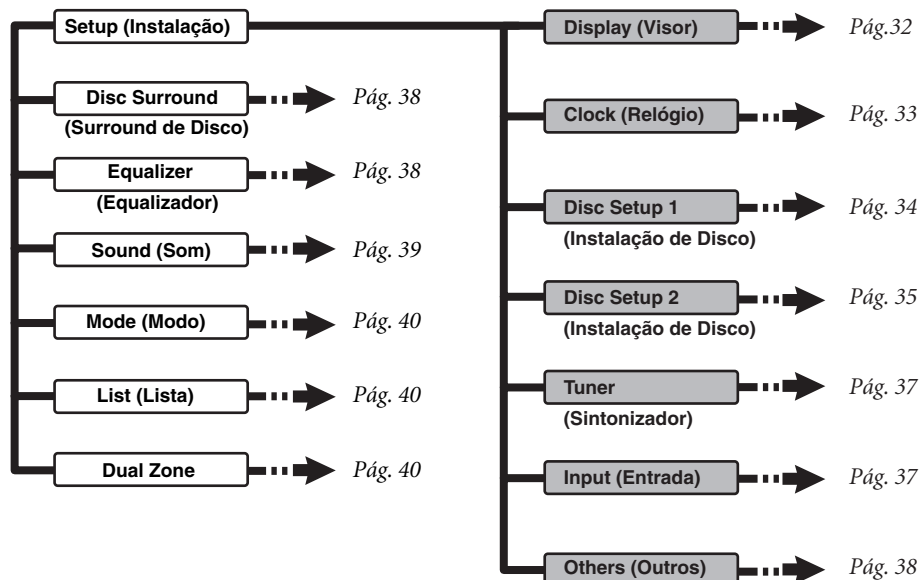 Setup (Instalação)
Disc Surround
(Surround de Disco)
Pág. 38
Equalizer
(Equalizador)
Pág. 38
Sound (Som)
Pág. 39
Mode (Modo)
Pág. 40
List (Lista)
Pág. 40
Dual Zone
Pág. 40
Display (Visor)
Pág.32
Clock (Relógio)
Pág. 33
Disc Setup 1
(Instalação de Disco)
Pág. 34
Disc Setup 2
(Instalação de Disco)
Pág. 35
Tuner
(Sintonizador)
Pág. 37
Input (Entrada)
Pág. 37
Others (Outros)
Pág. 38